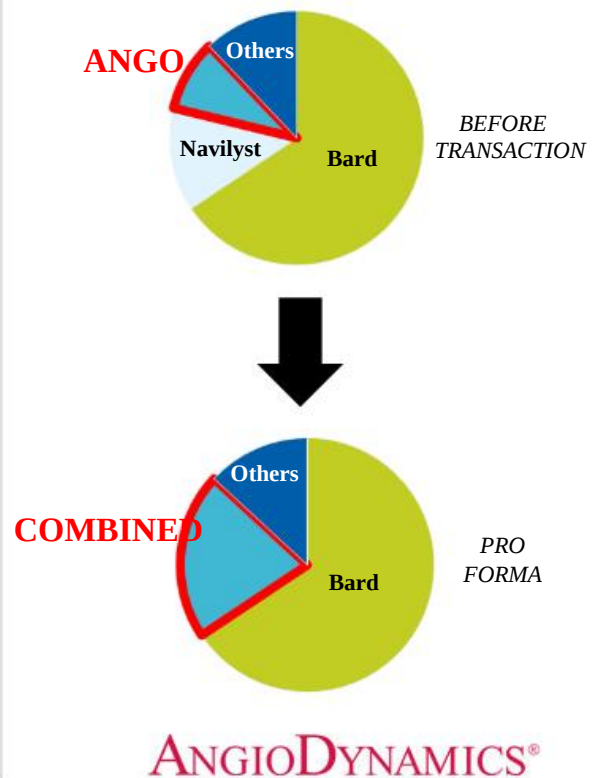 Others
ANGO
Navilyst
Bard
BEFORE
TRANSACTION
Others
COMBINED
Bard
PRO
FORMA
ANGIODYNAMICS®